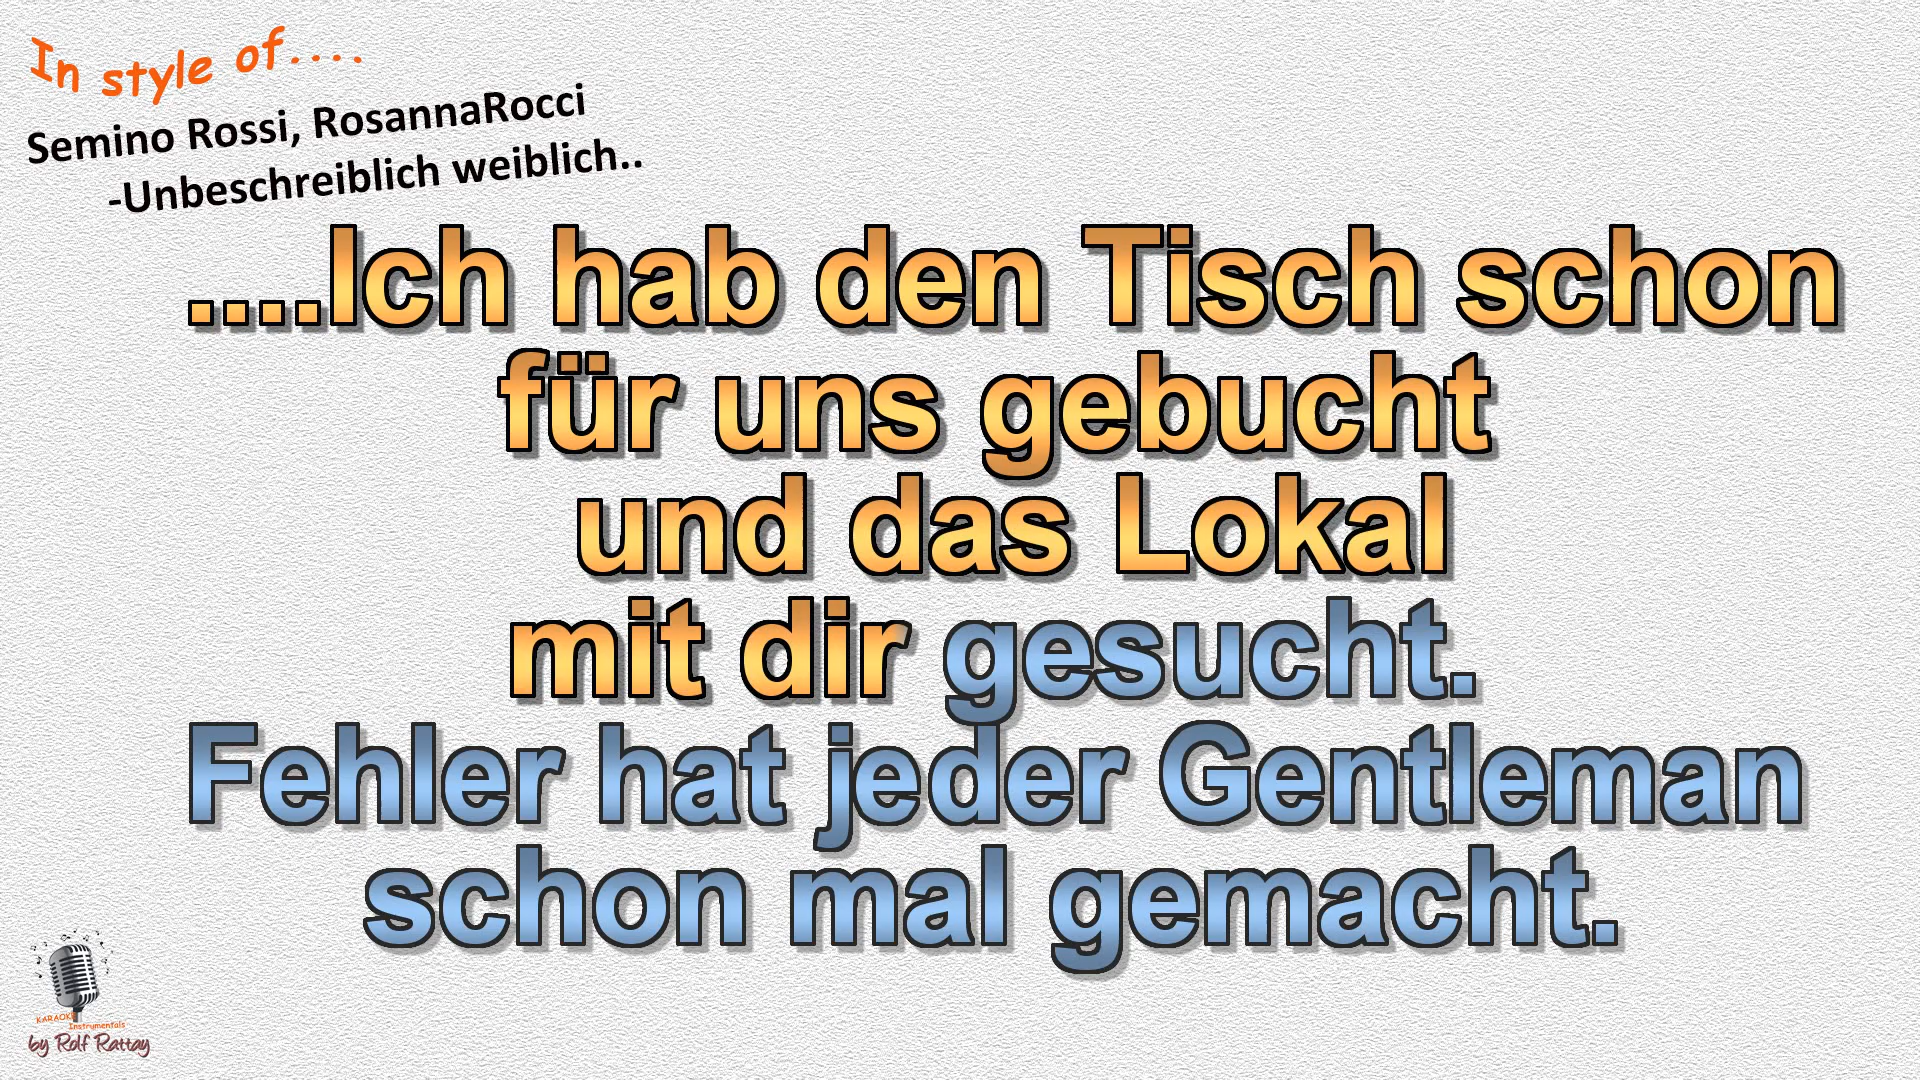 In style of....
Semino Rossi, RosannaRocci
-Unbeschreiblich weiblich..
....Ich hab den Tisch schon
für uns gebucht
und das Lokal
mit dir gesucht.
Fehler hat jeder Gentleman
schon mal gemacht.
KARAOKE
Instrumentals
by Rolf Rattay